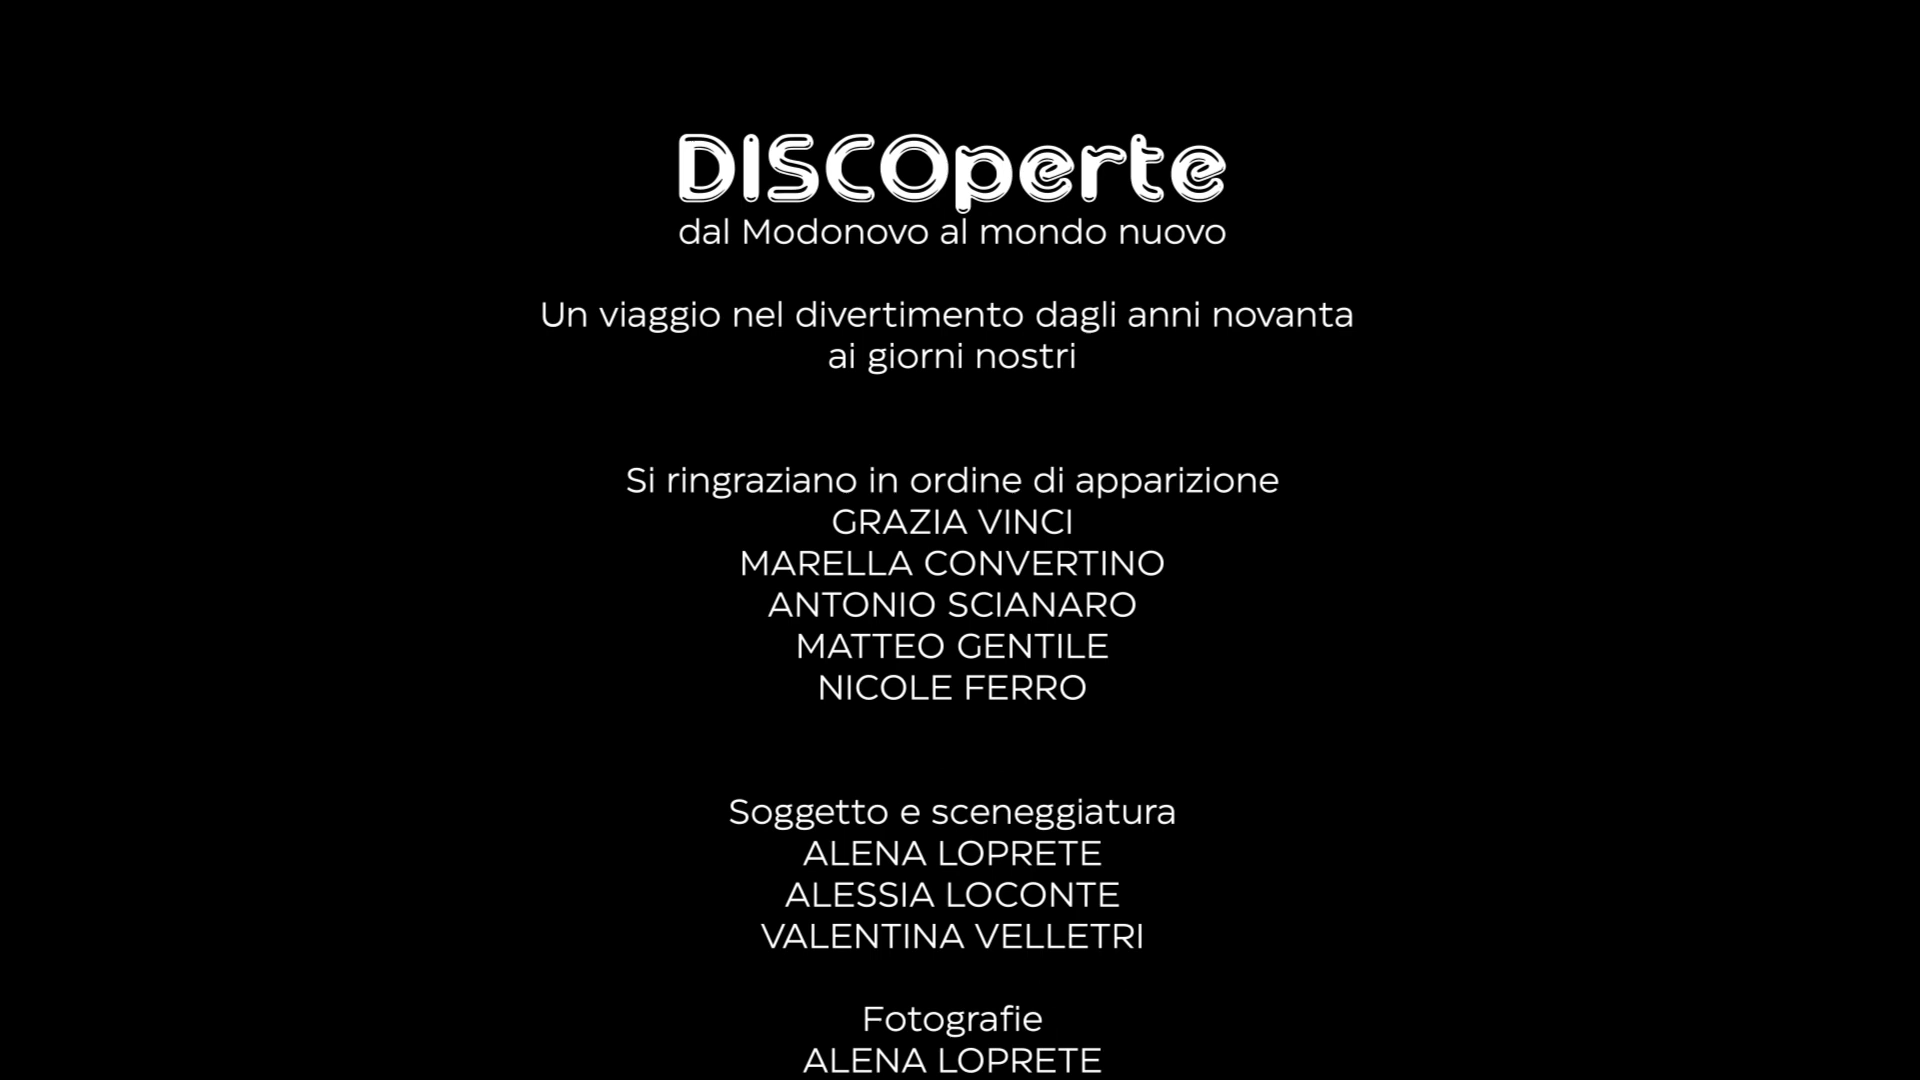 DISCOperte
dal Modonovo al mondo nuovo
Un viaggio nel divertimento dagli anni novanta
ai giorni nostri
Si ringraziano in ordine di apparizione
GRAZIA VINCI
MARELLA CONVERTINO
ANTONIO SCIANARO
MATTEO GENTILE
NICOLE FERRO
Soggetto e sceneggiatura
ALENA LOPRETE
ALESSIA LOCONTE
VALENTINA VELLETRI
Fotografie
ALENA LOPRETE